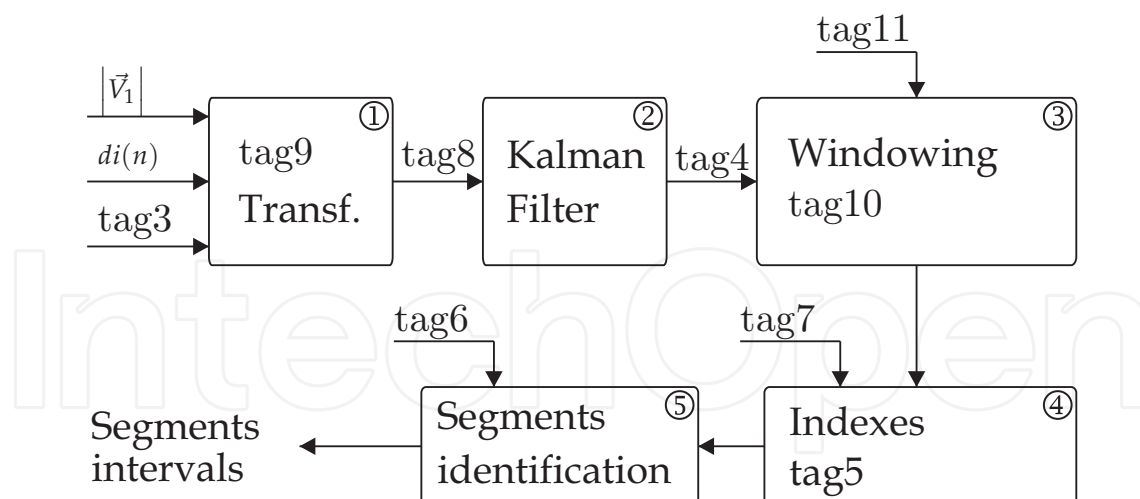 tag11
|V⃗₁|
①
②
③
di(n)
tag9
tag8
Kalman
tag4
Windowing
tag3
Transf.
Filter
tag10
IntechOpen
tag6
tag7
⑤
④
Segments
intervals
Segments
identification
Indexes
tag5